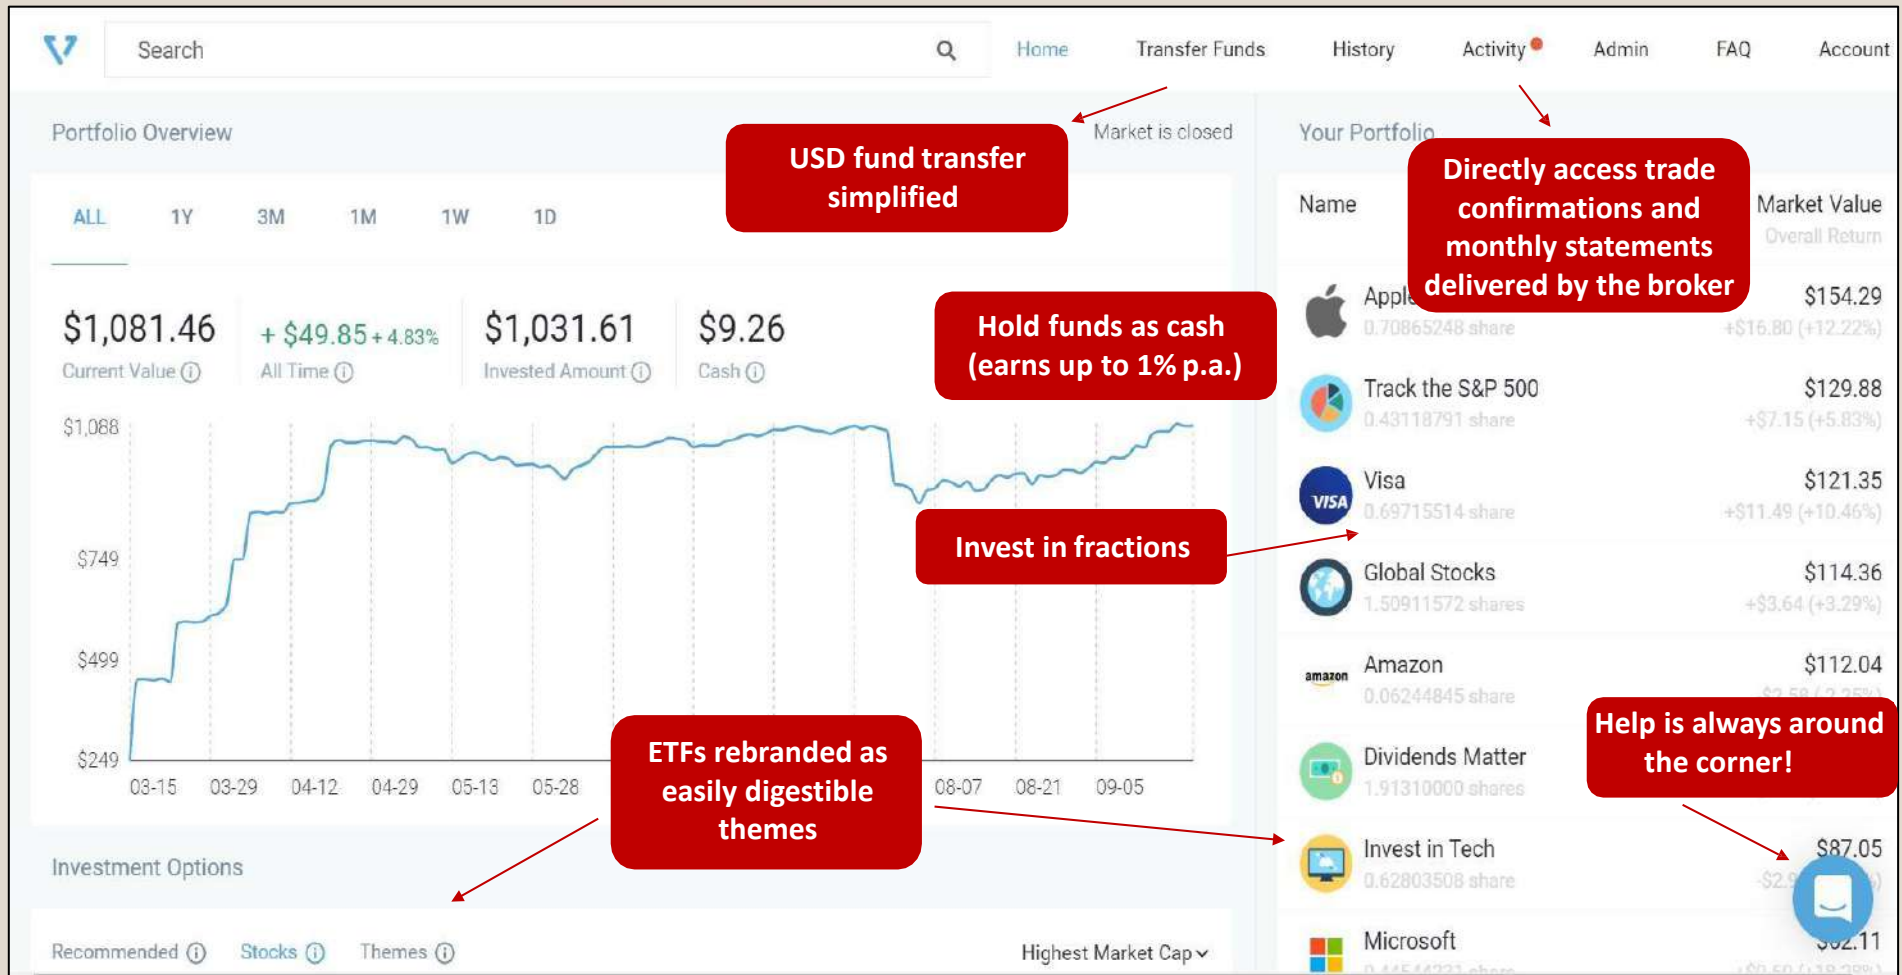 Search
Home
Transfer Funds
History
Activity
Admin
FAQ
Account
Portfolio Overview
Market is closed
USD fund transfer
simplified
ALL 1Y 3M 1M 1W 1D
$1,081.46
Current Value
+ $49.85 + 4.83%
All Time
$1,031.61
Invested Amount
$9.26
Cash
Hold funds as cash
(earns up to 1% p.a.)
$1,088
$749
$499
$249
03-15 03-29 04-12 04-29 05-13 05-28 08-07 08-21 09-05
Invest in fractions
ETFs rebranded as
easily digestible
themes
Investment Options
Recommended Stocks Themes
Highest Market Cap
Your Portfolio
Directly access trade
confirmations and
monthly statements
delivered by the broker
Name
Market Value
Overall Return
Apple
$154.29
0.70865248 share
+$16.80 (+12.22%)
Track the S&P 500
$129.88
0.43118791 share
+$7.15 (+5.83%)
VISA
Visa
$121.35
0.69715514 share
+$11.49 (+10.46%)
Global Stocks
$114.36
1.50911572 shares
+$3.64 (+3.29%)
amazon
Amazon
$112.04
0.06244845 share
Help is always around
the corner!
Dividends Matter
1.91310000 shares
Invest in Tech
$87.05
0.62803508 share
Microsoft